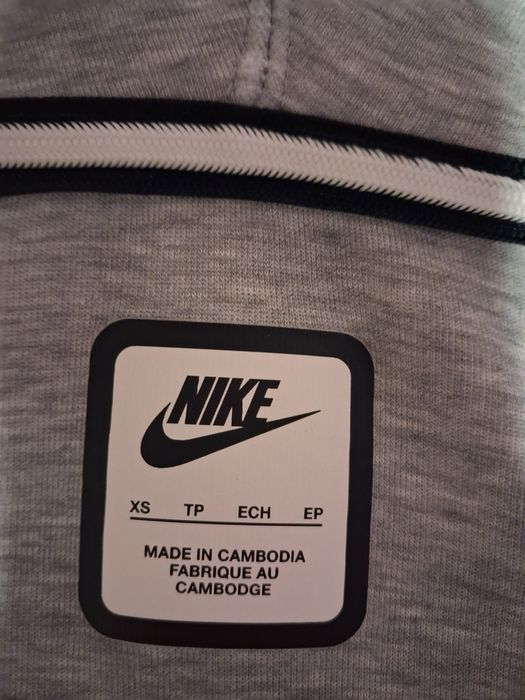 NIKE
XS TP ECH EP
MADE IN CAMBODIA
FABRIQUE AU
CAMBODGE